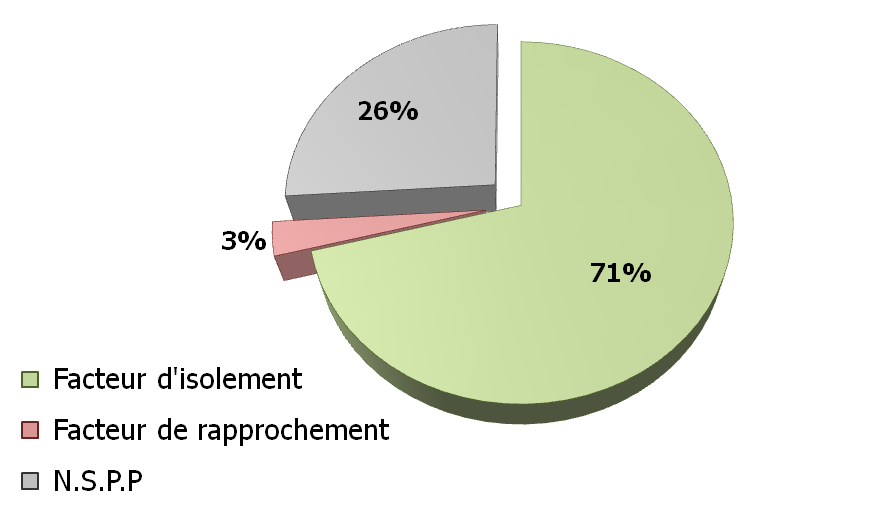 26%
3%
71%
Facteur d'isolement
Facteur de rapprochement
N.S.P.P